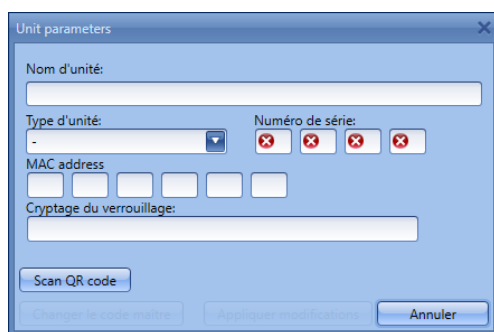 Unit parameters
Nom d'unité:
Type d'unité: Numéro de série:
-
MAC address
Cryptage du verrouillage:
Scan QR code
Changer le code maître Appliquer modifications Annuler